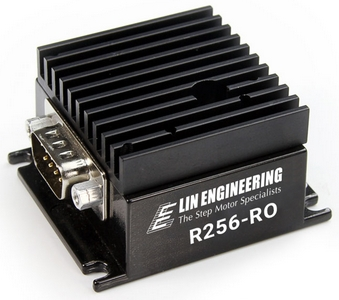 LIN ENGINEERING
The Step Motor Specialists
R256-RO